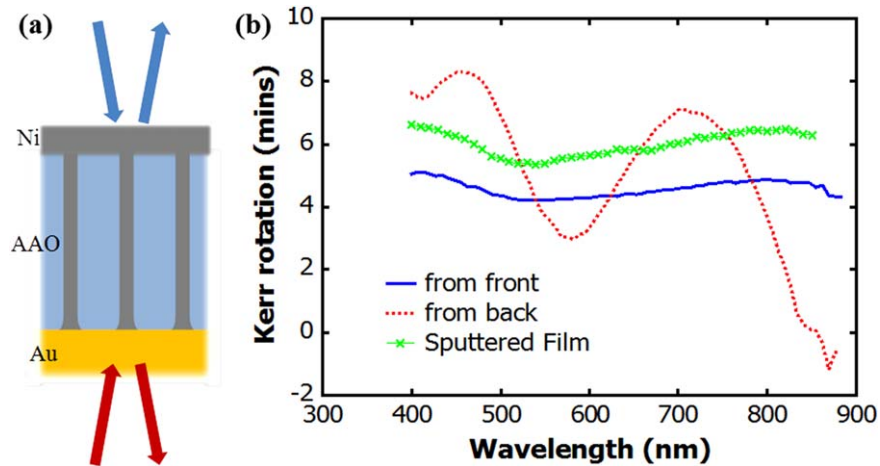 (a)
Ni
AAO
Au
(b)
Kerr rotation (mins)
10
8
6
4
2
0
-2
from front
from back
Sputtered Film
300 400 500 600 700 800 900
Wavelength (nm)